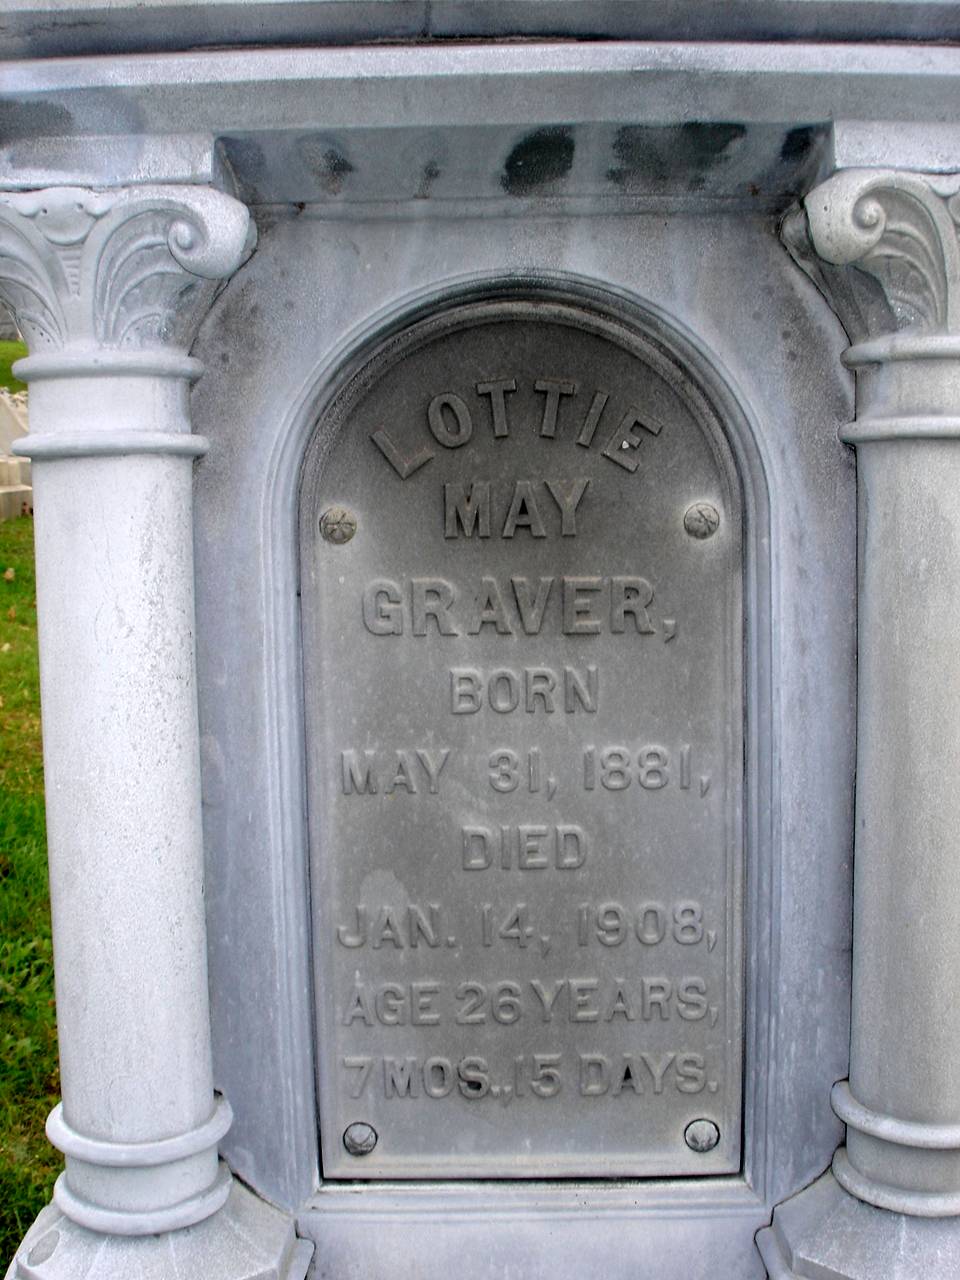 LOTTIE
MAY
GRAVER,
BORN
MAY 31, 1881,
DIED
JAN. 14, 1908,
AGE 26 YEARS,
7 MOS., 15 DAYS.